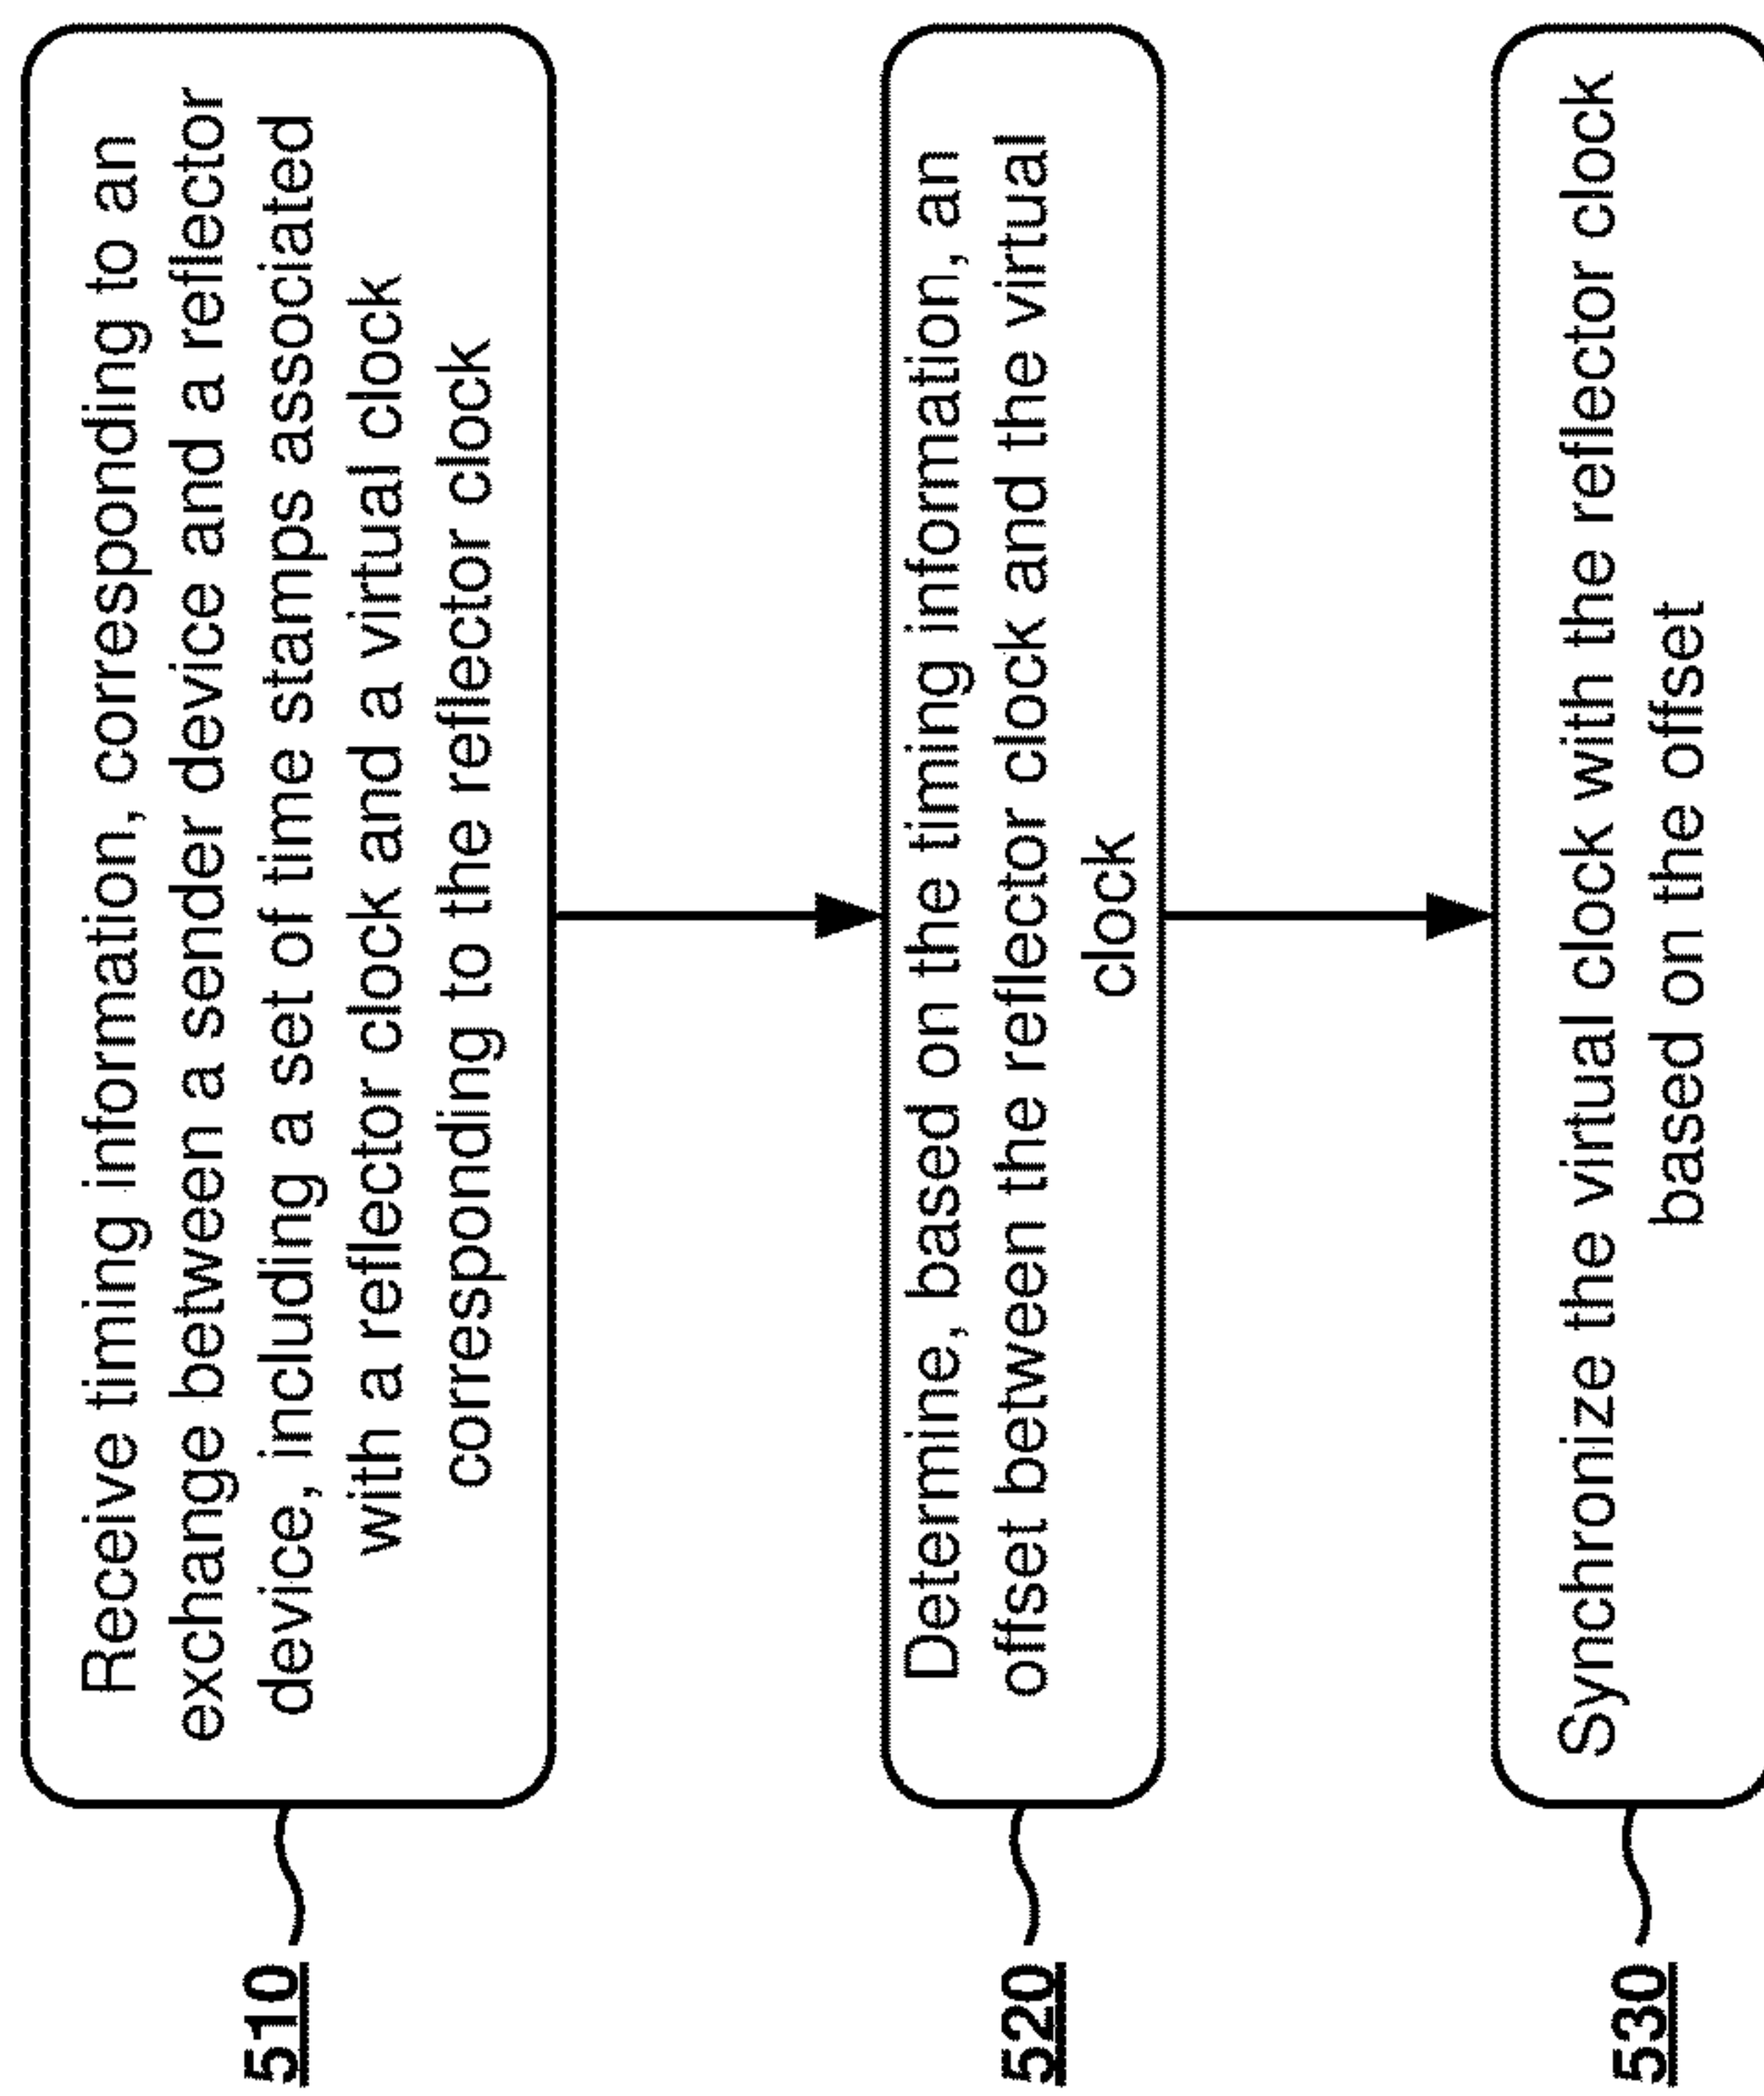 510
Receive timing information, corresponding to an
exchange between a sender device and a reflector
device, including a set of time stamps associated
with a reflector clock and a virtual clock
corresponding to the reflector clock
520
Determine, based on the timing information, an
offset between the reflector clock and the virtual
clock
530
Synchronize the virtual clock with the reflector clock
based on the offset